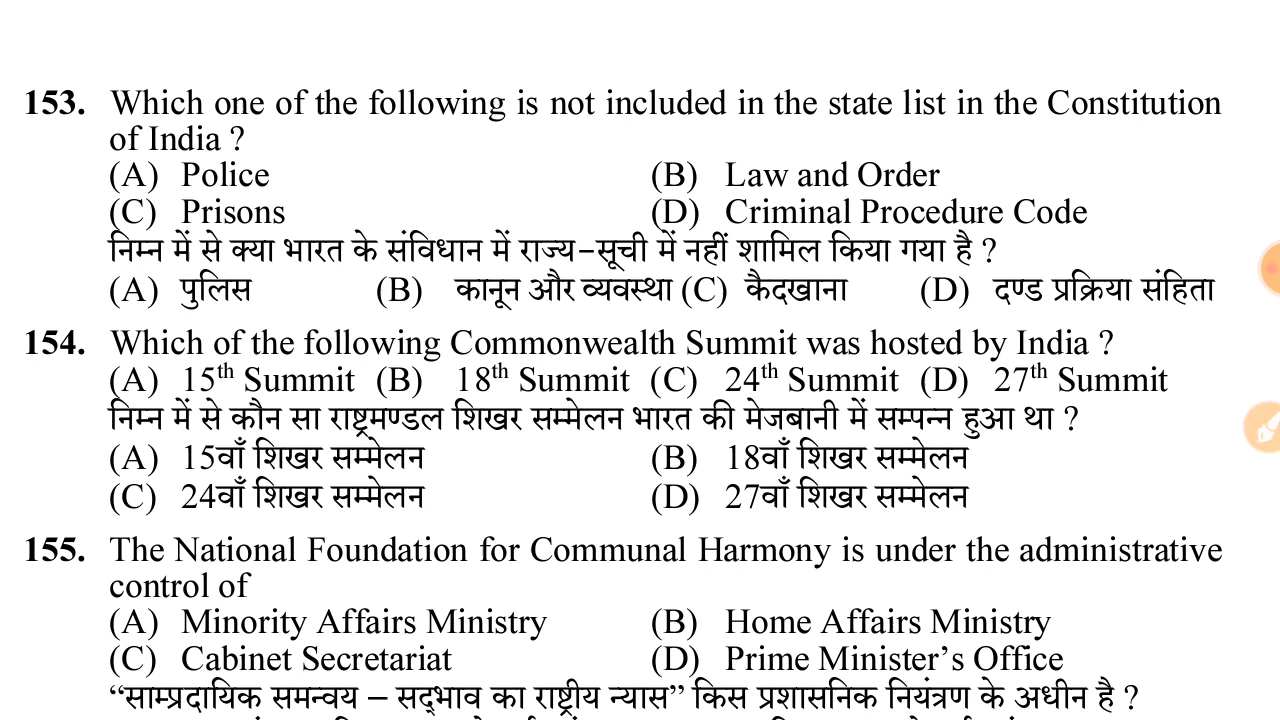 153. Which one of the following is not included in the state list in the Constitution
of India ?
(A) Police (B) Law and Order
(C) Prisons (D) Criminal Procedure Code
निम्न में से क्या भारत के संविधान में राज्य-सूची में नहीं शामिल किया गया है ?
(A) पुलिस (B) कानून और व्यवस्था (C) कैदखाना (D) दण्ड प्रक्रिया संहिता
154. Which of the following Commonwealth Summit was hosted by India ?
(A) 15th Summit (B) 18th Summit (C) 24th Summit (D) 27th Summit
निम्न में से कौन सा राष्ट्रमण्डल शिखर सम्मेलन भारत की मेजबानी में सम्पन्न हुआ था ?
(A) 15वाँ शिखर सम्मेलन (B) 18वाँ शिखर सम्मेलन
(C) 24वाँ शिखर सम्मेलन (D) 27वाँ शिखर सम्मेलन
155. The National Foundation for Communal Harmony is under the administrative
control of
(A) Minority Affairs Ministry (B) Home Affairs Ministry
(C) Cabinet Secretariat (D) Prime Minister’s Office
“साम्प्रदायिक समन्वय – सद्‌भाव का राष्ट्रीय न्यास” किस प्रशासनिक नियंत्रण के अधीन है ?